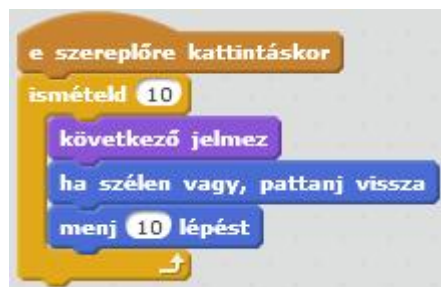 e szereplőre kattintáskor
ismételd 10
következő jelmez
ha szélen vagy, pattanj vissza
menj 10 lépést